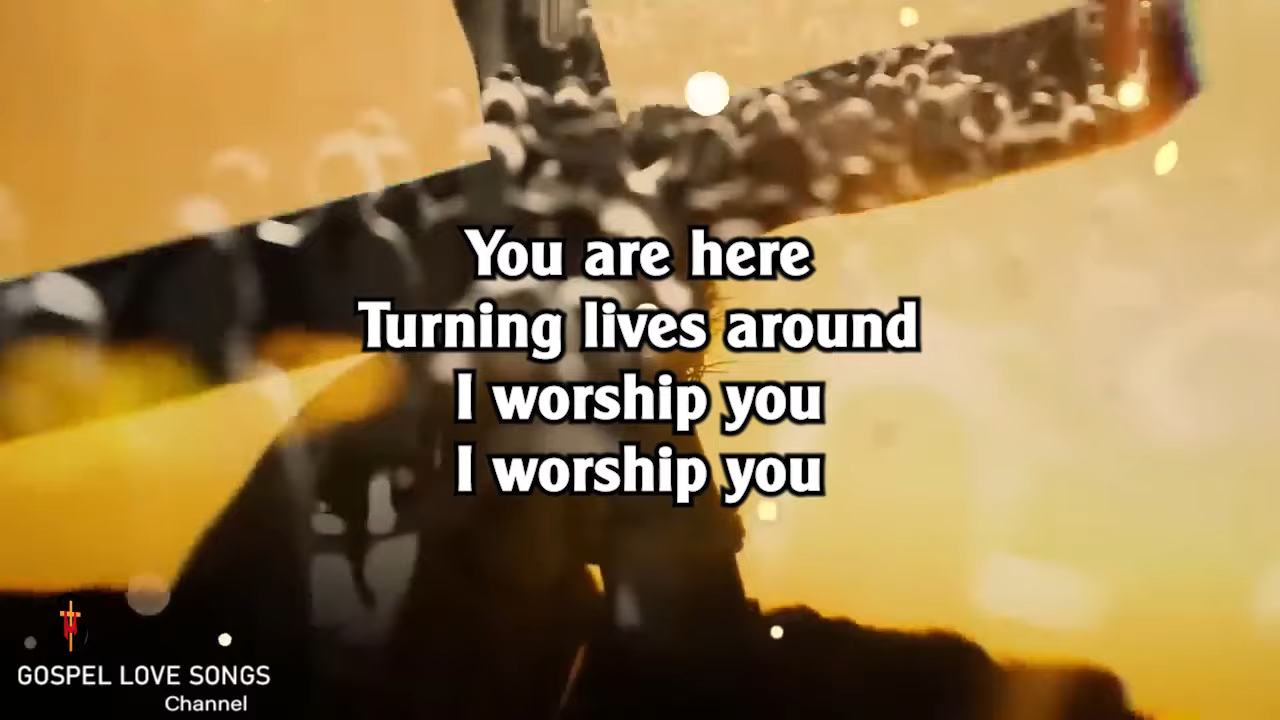 You are here
Turning lives around
I worship you
I worship you
GOSPEL LOVE SONGS
Channel